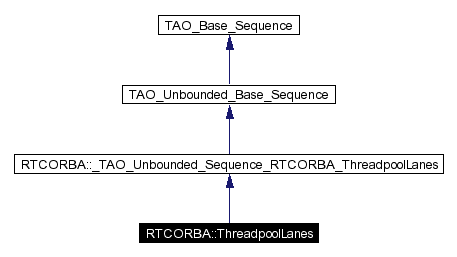 TAO_Base_Sequence
TAO_Unbounded_Base_Sequence
RTCORBA::_TAO_Unbounded_Sequence_RTCORBA_ThreadpoolLanes
RTCORBA::ThreadpoolLanes